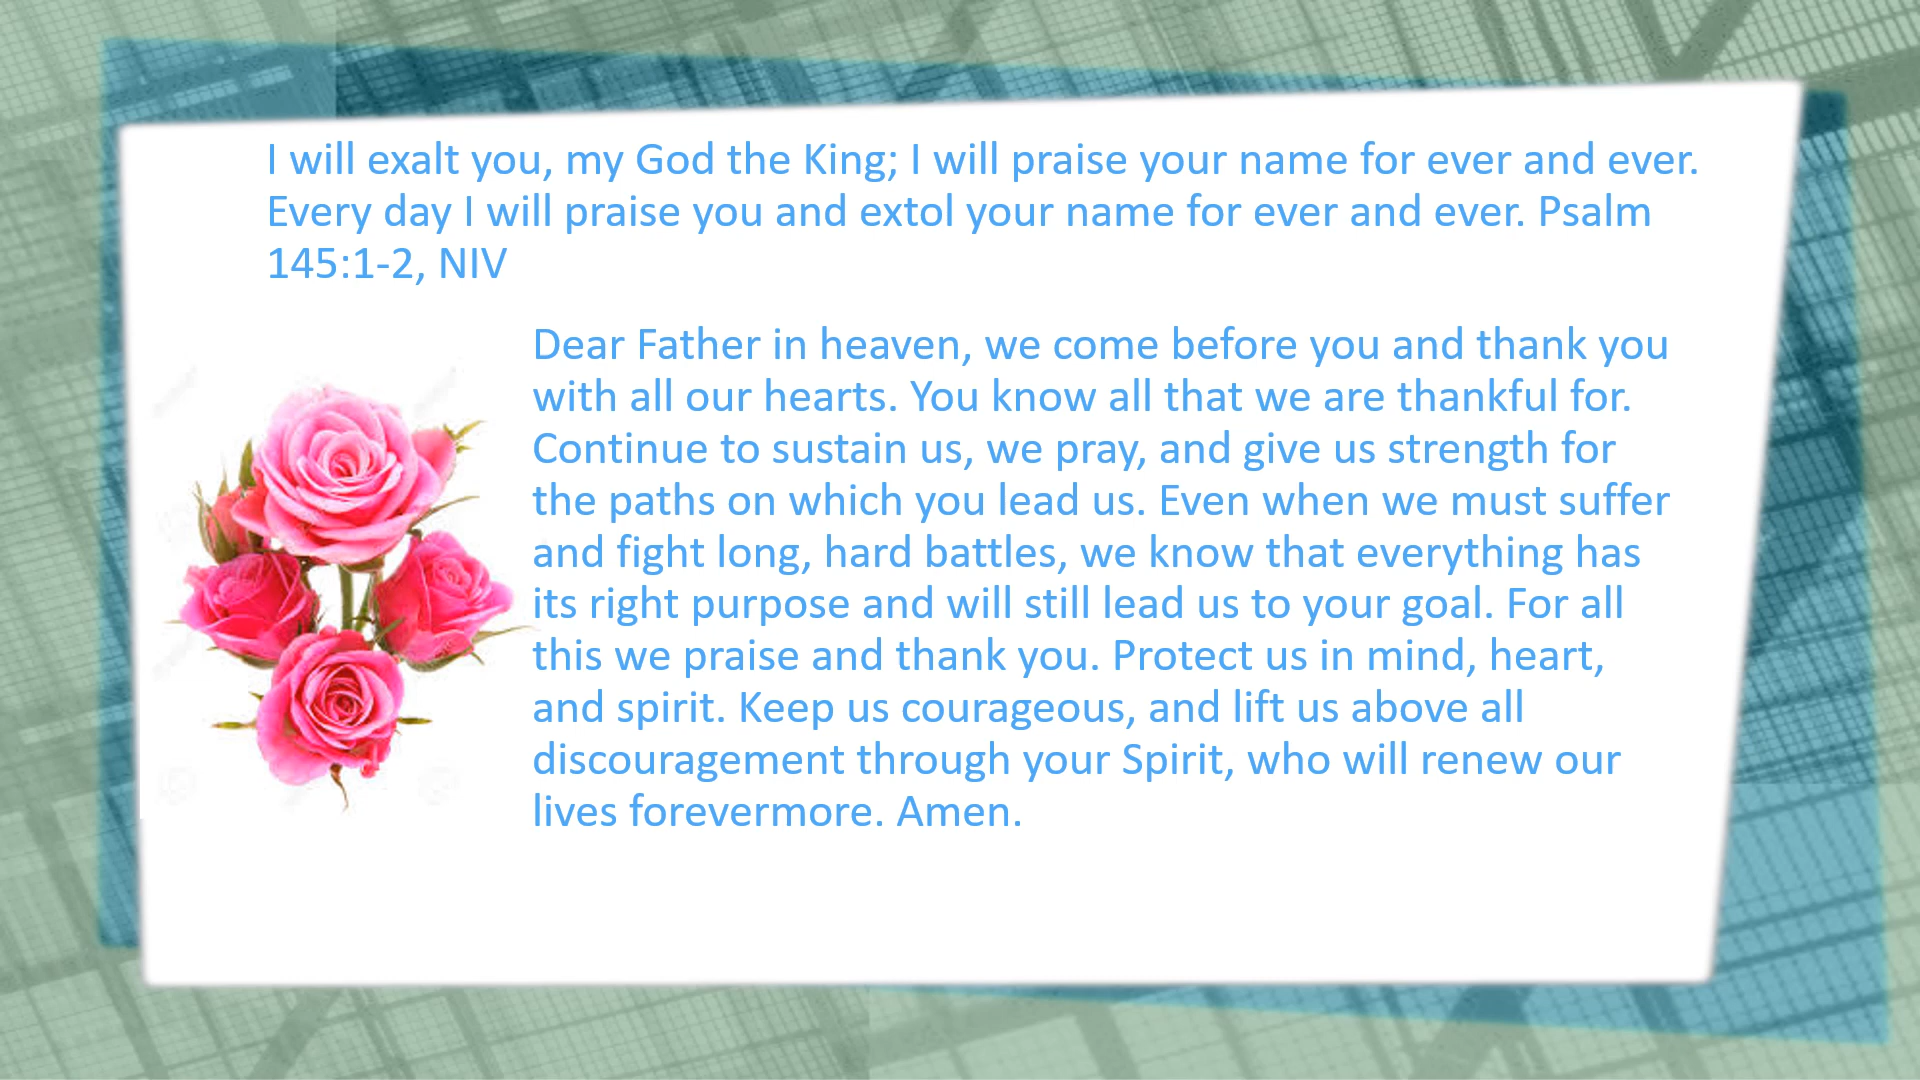 I will exalt you, my God the King; I will praise your name for ever and ever.
Every day I will praise you and extol your name for ever and ever. Psalm
145:1-2, NIV
Dear Father in heaven, we come before you and thank you
with all our hearts. You know all that we are thankful for.
Continue to sustain us, we pray, and give us strength for
the paths on which you lead us. Even when we must suffer
and fight long, hard battles, we know that everything has
its right purpose and will still lead us to your goal. For all
this we praise and thank you. Protect us in mind, heart,
and spirit. Keep us courageous, and lift us above all
discouragement through your Spirit, who will renew our
lives forevermore. Amen.